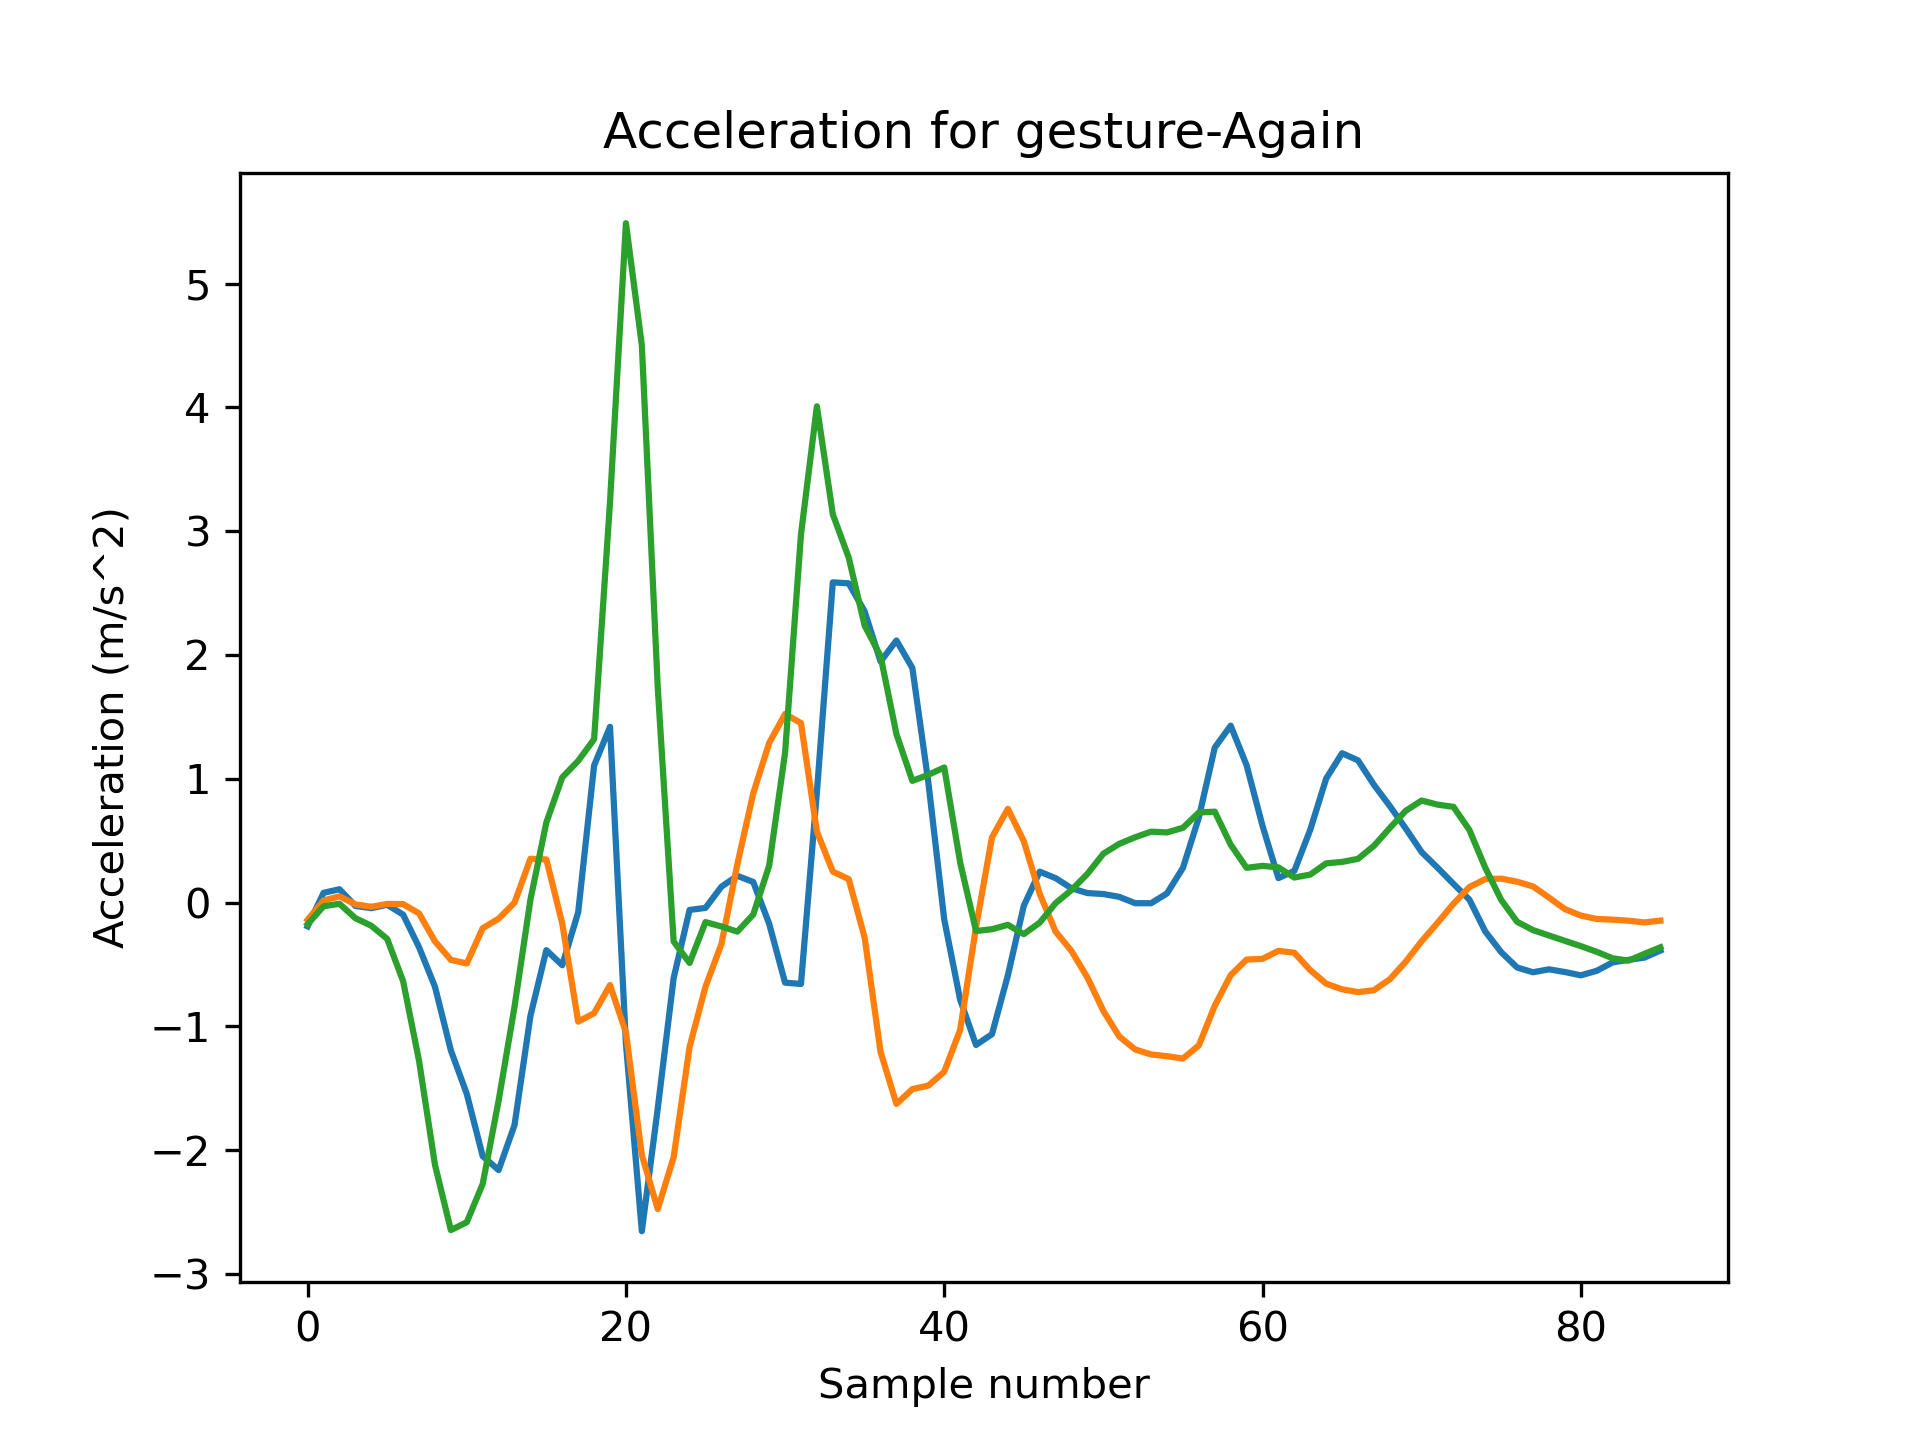 Acceleration for gesture-Again
Acceleration (m/s^2)
5
4
3
2
1
0
−1
−2
−3
0 20 40 60 80
Sample number